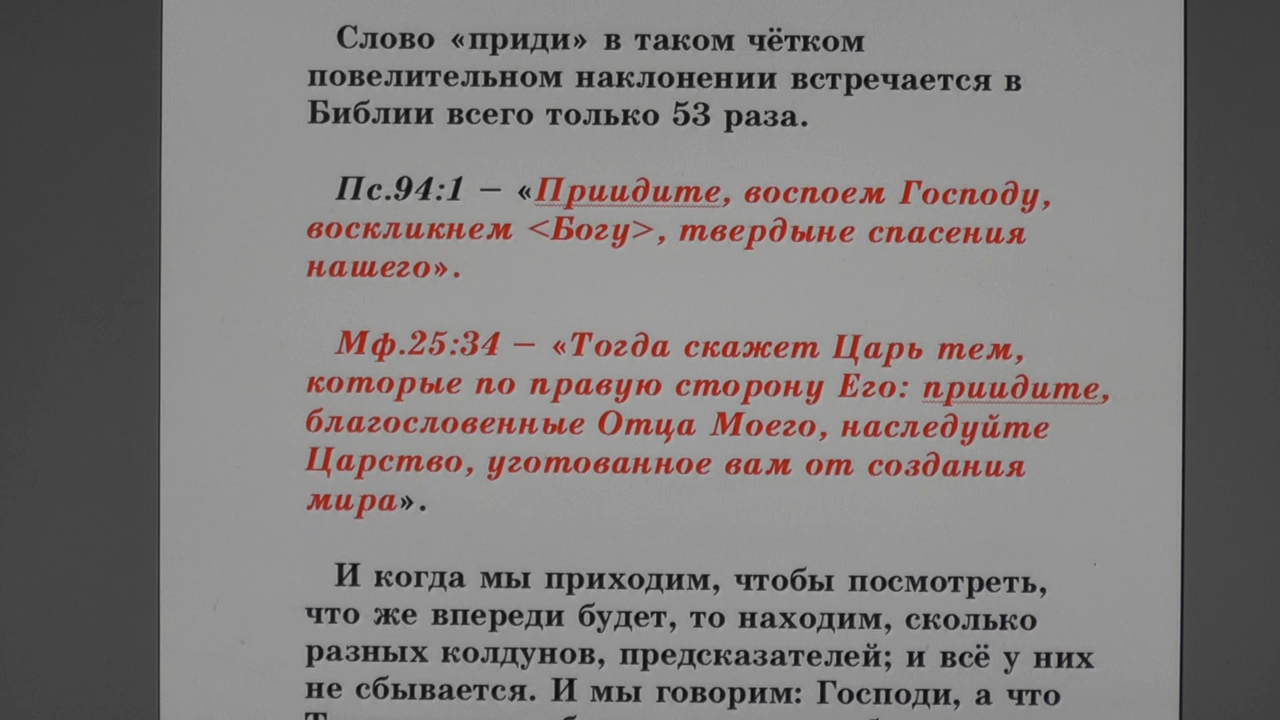 Слово «приди» в таком чётком
повелительном наклонении встречается в
Библии всего только 53 раза.
Пс.94:1 – «Приидите, воспоем Господу,
воскликнем <Богу>, твердыне спасения
нашего».
Мф.25:34 – «Тогда скажет Царь тем,
которые по правую сторону Его: приидите,
благословенные Отца Моего, наследуйте
Царство, уготованное вам от создания
мира».
И когда мы приходим, чтобы посмотреть,
что же впереди будет, то находим, сколько
разных колдунов, предсказателей; и всё у них
не сбывается. И мы говорим: Господи, а что